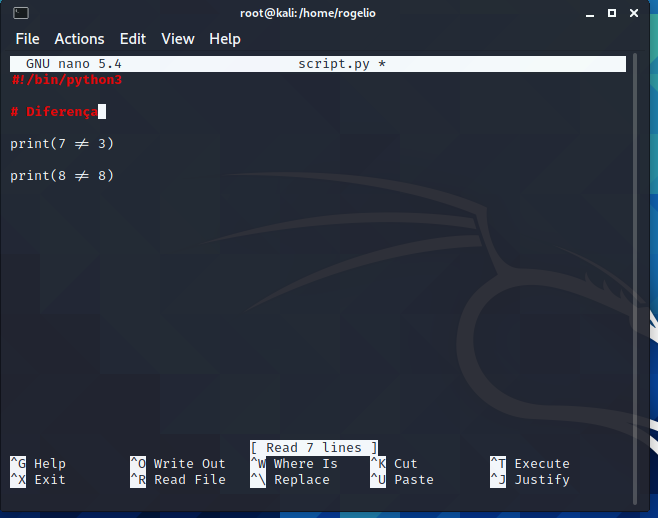 root@kali:/home/rogelio
File Actions Edit View Help
GNU nano 5.4 script.py *
#!/bin/python3
# Diferença
print(7 ≠ 3)
print(8 ≠ 8)
[ Read 7 lines ]
^G Help ^O Write Out ^W Where Is ^K Cut ^T Execute
^X Exit ^R Read File ^\ Replace ^U Paste ^J Justify